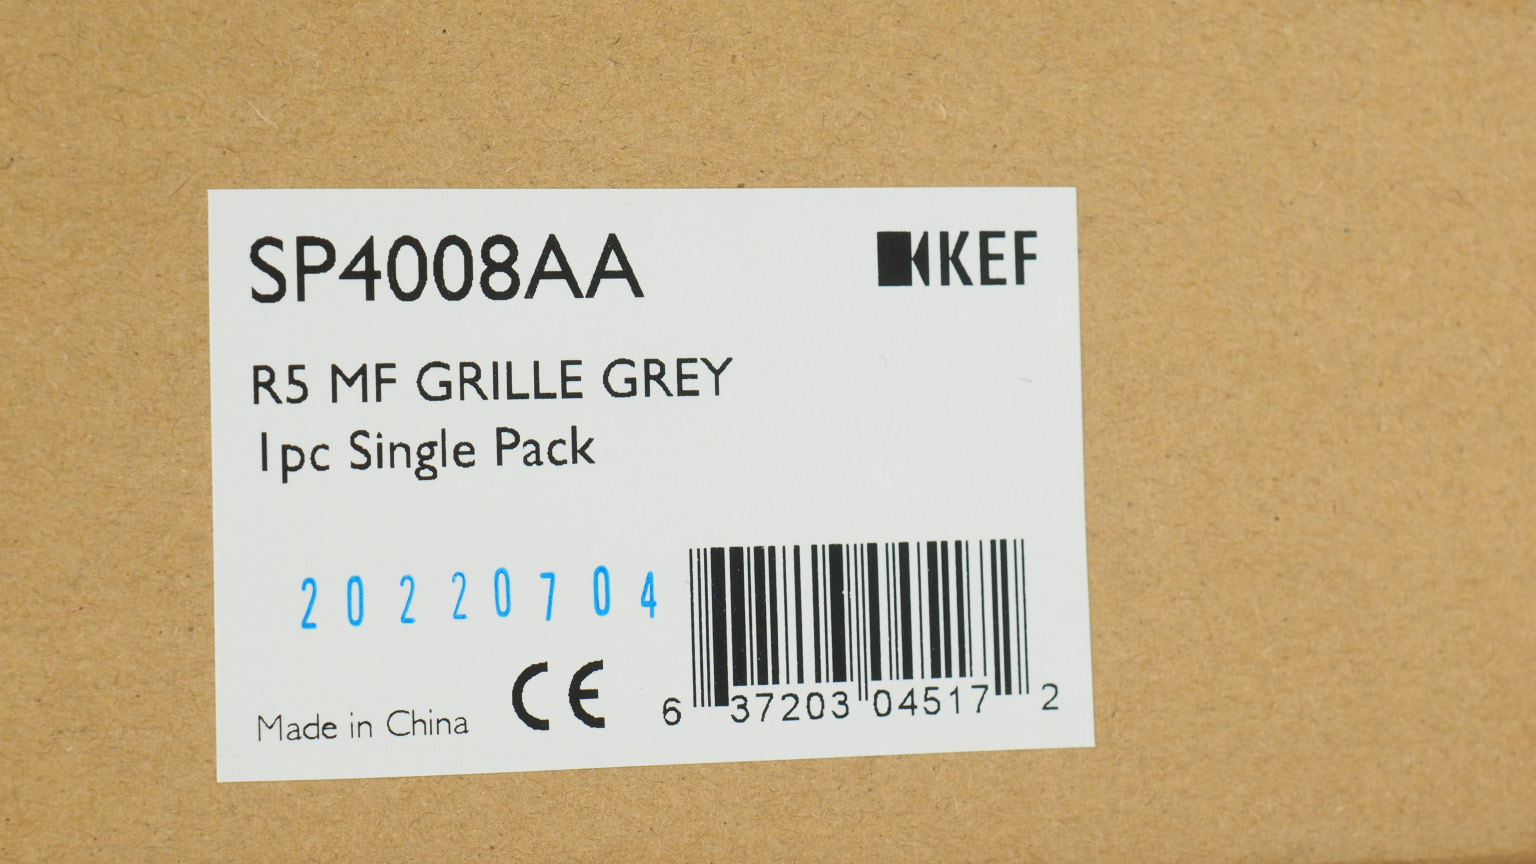 SP4008AA
KEF
R5 MF GRILLE GREY
1pc Single Pack
20220704
Made in China
CE
6 37203 04517 2